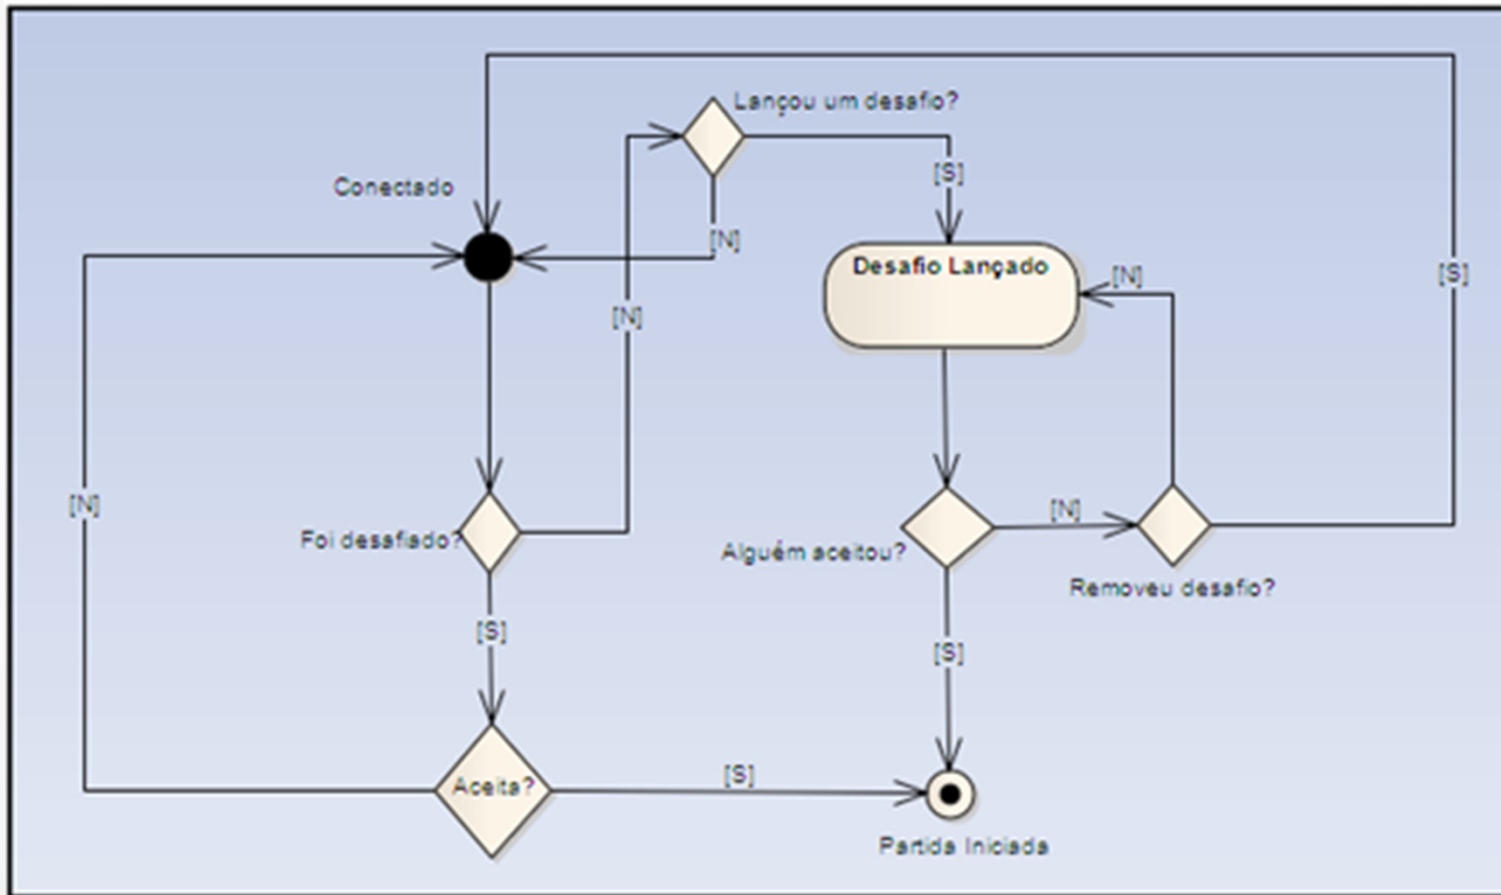 Lançou um desafio?
[S]
Conectado
[N]
Desafio Lançado
[N]
[S]
[N]
[N]
Foi desafiado?
[N]
Alguém aceitou?
Removeu desafio?
[S]
[S]
Aceita?
[S]
Partida Iniciada